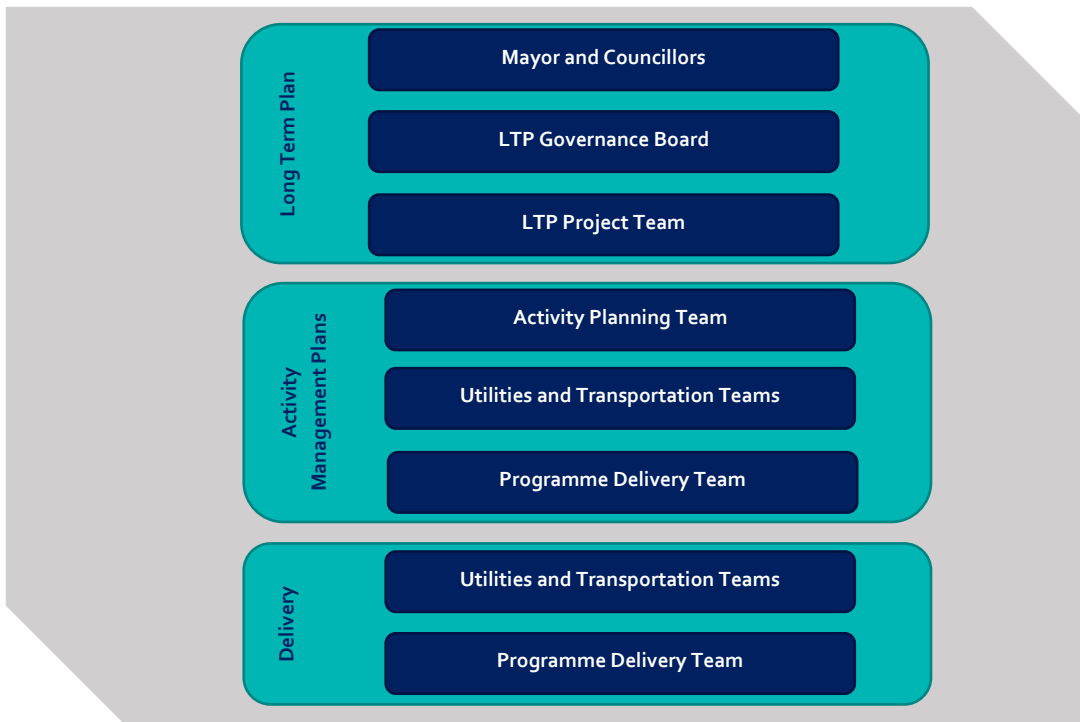 Long Term Plan
Mayor and Councillors
LTP Governance Board
LTP Project Team
Activity
Management Plans
Activity Planning Team
Utilities and Transportation Teams
Programme Delivery Team
Delivery
Utilities and Transportation Teams
Programme Delivery Team